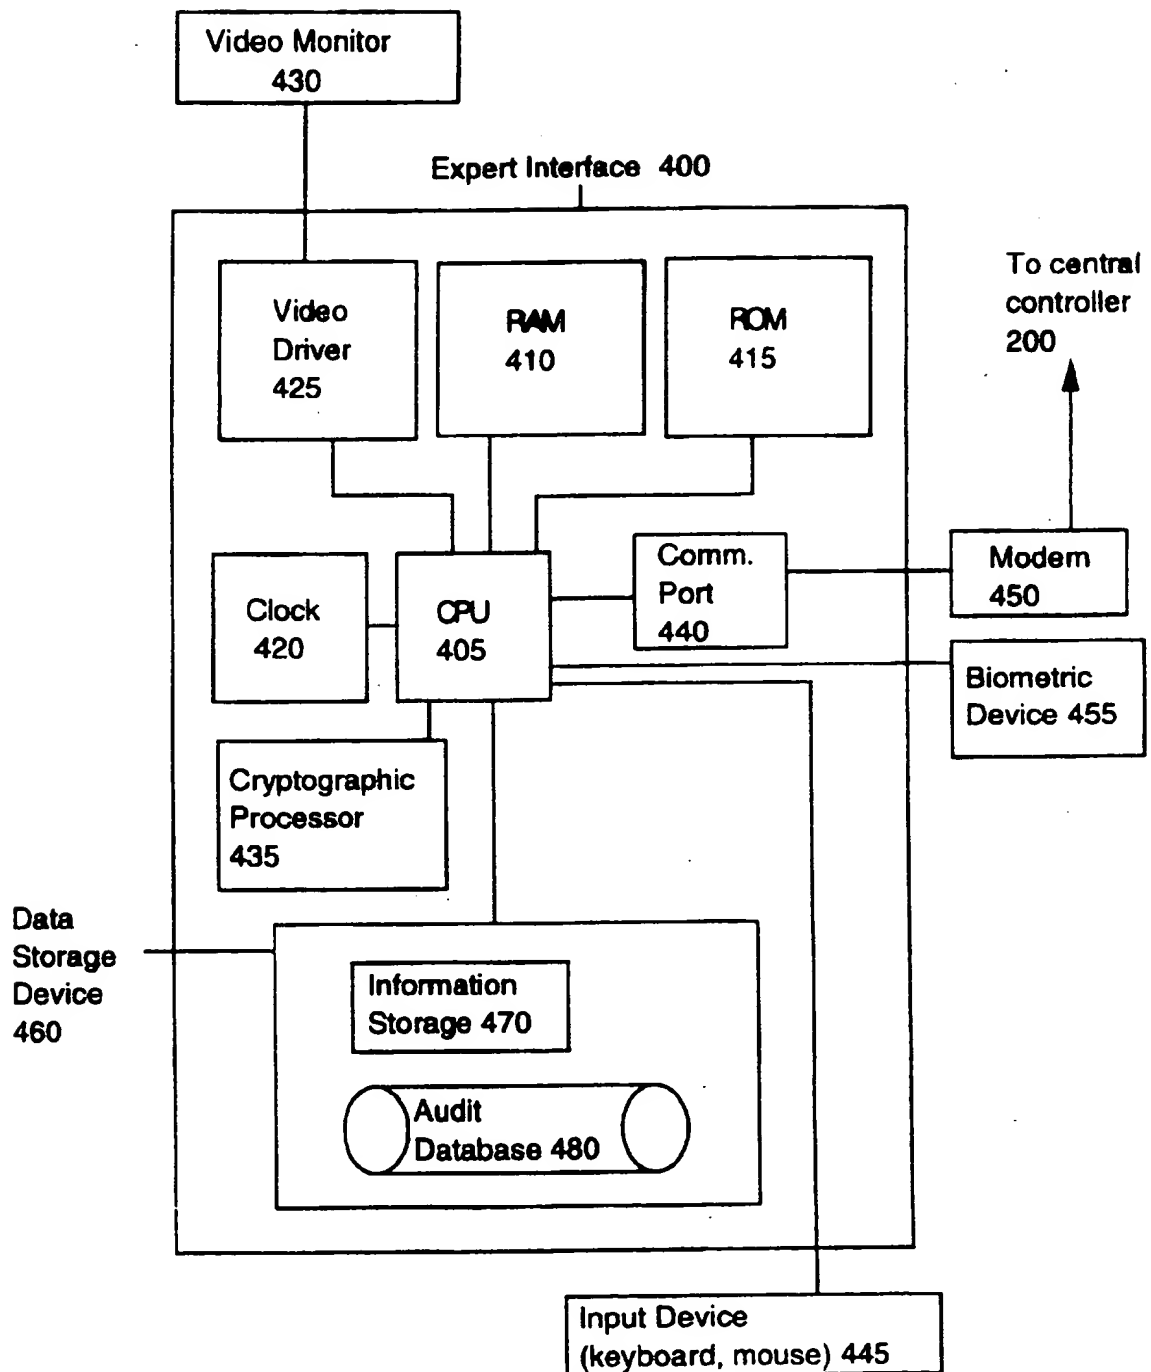 Video Monitor
430
Expert Interface 400
To central
controller
200
Video
Driver
425
RAM
410
ROM
415
Clock
420
CPU
405
Comm.
Port
440
Modem
450
Biometric
Device 455
Cryptographic
Processor
435
Data
Storage
Device
460
Information
Storage 470
Audit
Database 480
Input Device
(keyboard, mouse) 445